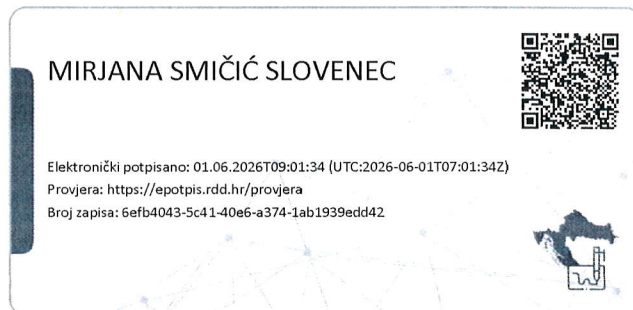 MIRJANA SMIČIĆ SLOVENEC
Elektronički potpisano: 01.06.2026T09:01:34 (UTC:2026-06-01T07:01:34Z)
Provjera: https://epotpis.rdd.hr/provjera
Broj zapisa: 6efb4043-5c41-40e6-a374-1ab1939edd42